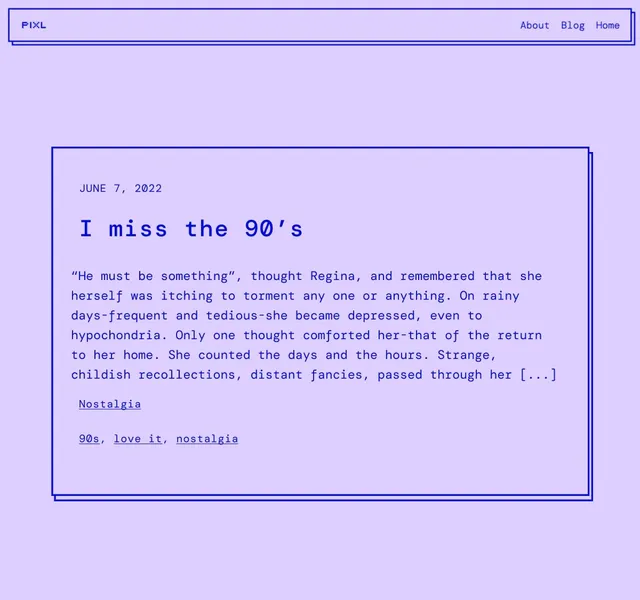 PIXL
About Blog Home
JUNE 7, 2022
I miss the 90’s
“He must be something”, thought Regina, and remembered that she
herself was itching to torment any one or anything. On rainy
days-frequent and tedious-she became depressed, even to
hypochondria. Only one thought comforted her-that of the return
to her home. She counted the days and the hours. Strange,
childish recollections, distant fancies, passed through her [...]
Nostalgia
90s, love it, nostalgia